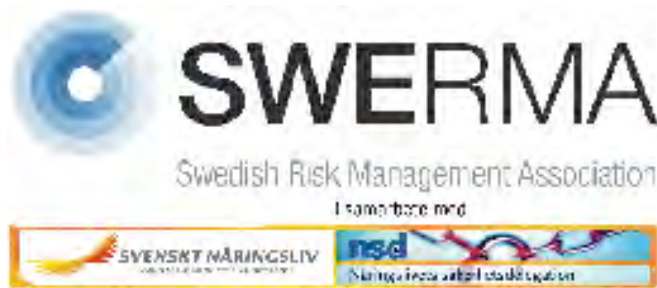 SWERMA
Swedish Risk Management Association
I samarbete med
SVENSKT NÄRINGSLIV
nsd
Näringslivets säkerhetsdelegation